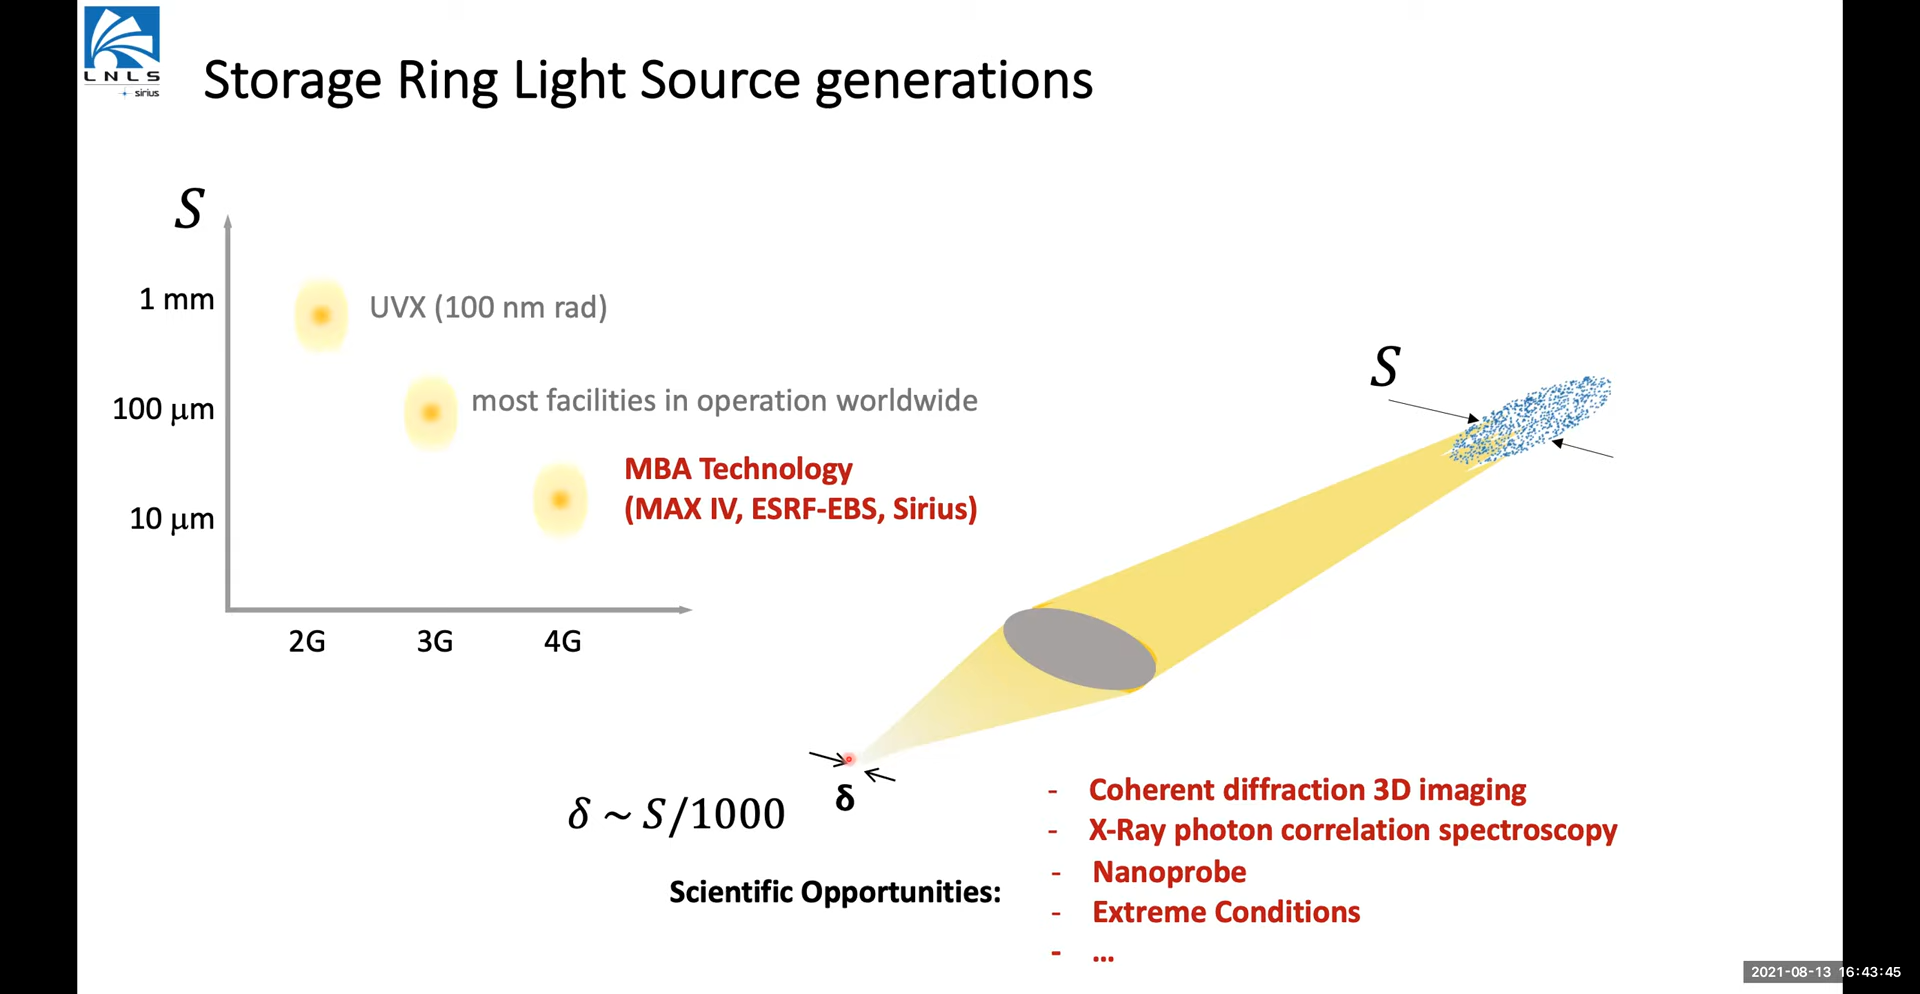 LNLS
sirius
Storage Ring Light Source generations
S
1 mm
UVX (100 nm rad)
100 μm
most facilities in operation worldwide
MBA Technology
(MAX IV, ESRF-EBS, Sirius)
10 μm
2G 3G 4G
S
δ
δ ~ S/1000
Scientific Opportunities:
- Coherent diffraction 3D imaging
- X-Ray photon correlation spectroscopy
- Nanoprobe
- Extreme Conditions
- ...
2021-08-13 16:43:45